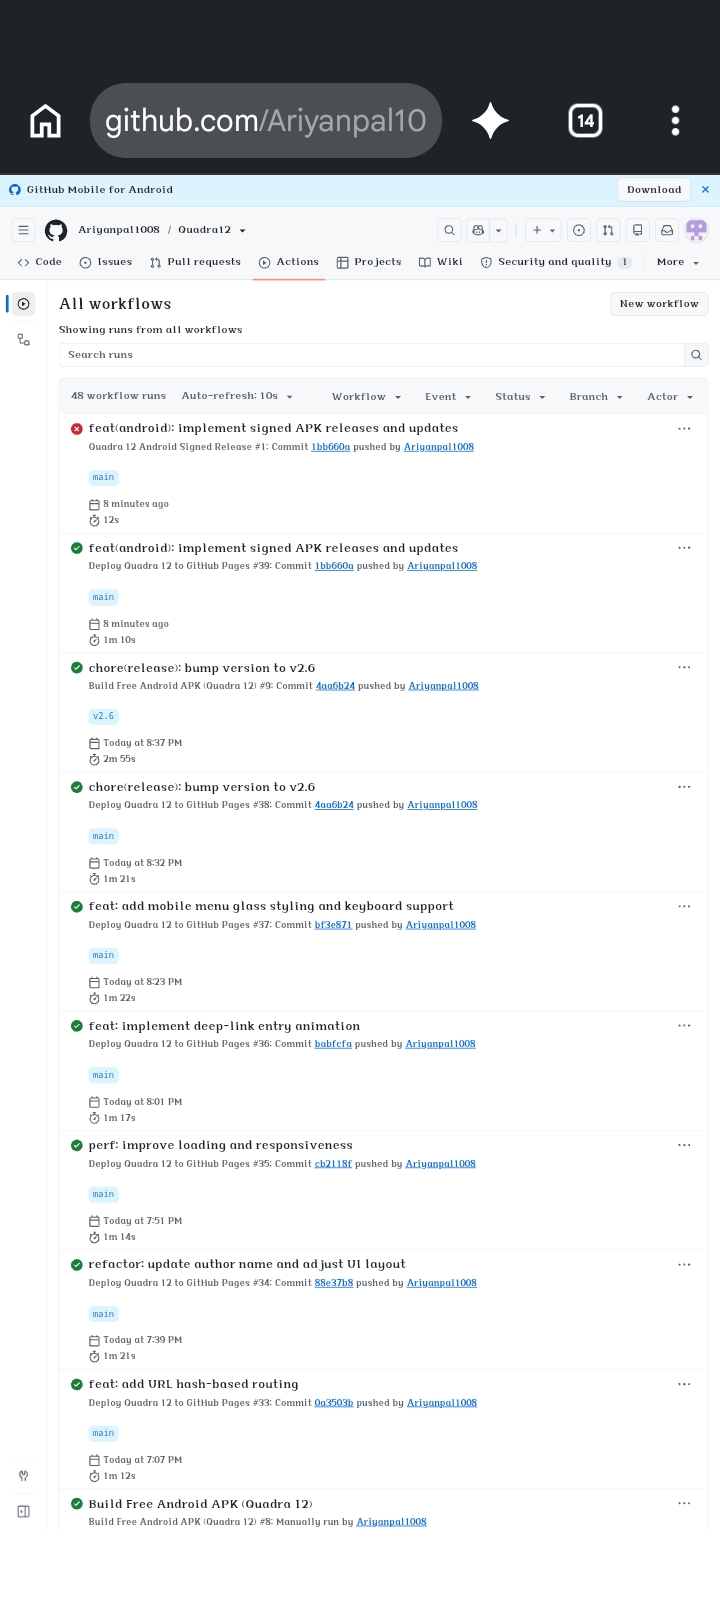 github.com/Ariyanpal10
14
GitHub Mobile for Android
Download
Ariyanpal1008 / Quadra12
Code
Issues
Pull requests
Actions
Projects
Wiki
Security and quality 1
More
All workflows
New workflow
Showing runs from all workflows
Search runs
48 workflow runs
Auto-refresh: 10s
Workflow
Event
Status
Branch
Actor
feat(android): implement signed APK releases and updates
Quadra 12 Android Signed Release #1: Commit 1bb660a pushed by Ariyanpal1008
main
8 minutes ago
12s
feat(android): implement signed APK releases and updates
Deploy Quadra 12 to GitHub Pages #39: Commit 1bb660a pushed by Ariyanpal1008
main
8 minutes ago
1m 10s
chore(release): bump version to v2.6
Build Free Android APK (Quadra 12) #9: Commit 4aa6b24 pushed by Ariyanpal1008
v2.6
Today at 8:37 PM
2m 55s
chore(release): bump version to v2.6
Deploy Quadra 12 to GitHub Pages #38: Commit 4aa6b24 pushed by Ariyanpal1008
main
Today at 8:32 PM
1m 21s
feat: add mobile menu glass styling and keyboard support
Deploy Quadra 12 to GitHub Pages #37: Commit bf3e871 pushed by Ariyanpal1008
main
Today at 8:23 PM
1m 22s
feat: implement deep-link entry animation
Deploy Quadra 12 to GitHub Pages #36: Commit babfcfa pushed by Ariyanpal1008
main
Today at 8:01 PM
1m 17s
perf: improve loading and responsiveness
Deploy Quadra 12 to GitHub Pages #35: Commit cb2118f pushed by Ariyanpal1008
main
Today at 7:51 PM
1m 14s
refactor: update author name and adjust UI layout
Deploy Quadra 12 to GitHub Pages #34: Commit 88e37b8 pushed by Ariyanpal1008
main
Today at 7:39 PM
1m 21s
feat: add URL hash-based routing
Deploy Quadra 12 to GitHub Pages #33: Commit 0a3503b pushed by Ariyanpal1008
main
Today at 7:07 PM
1m 12s
Build Free Android APK (Quadra 12)
Build Free Android APK (Quadra 12) #8: Manually run by Ariyanpal1008